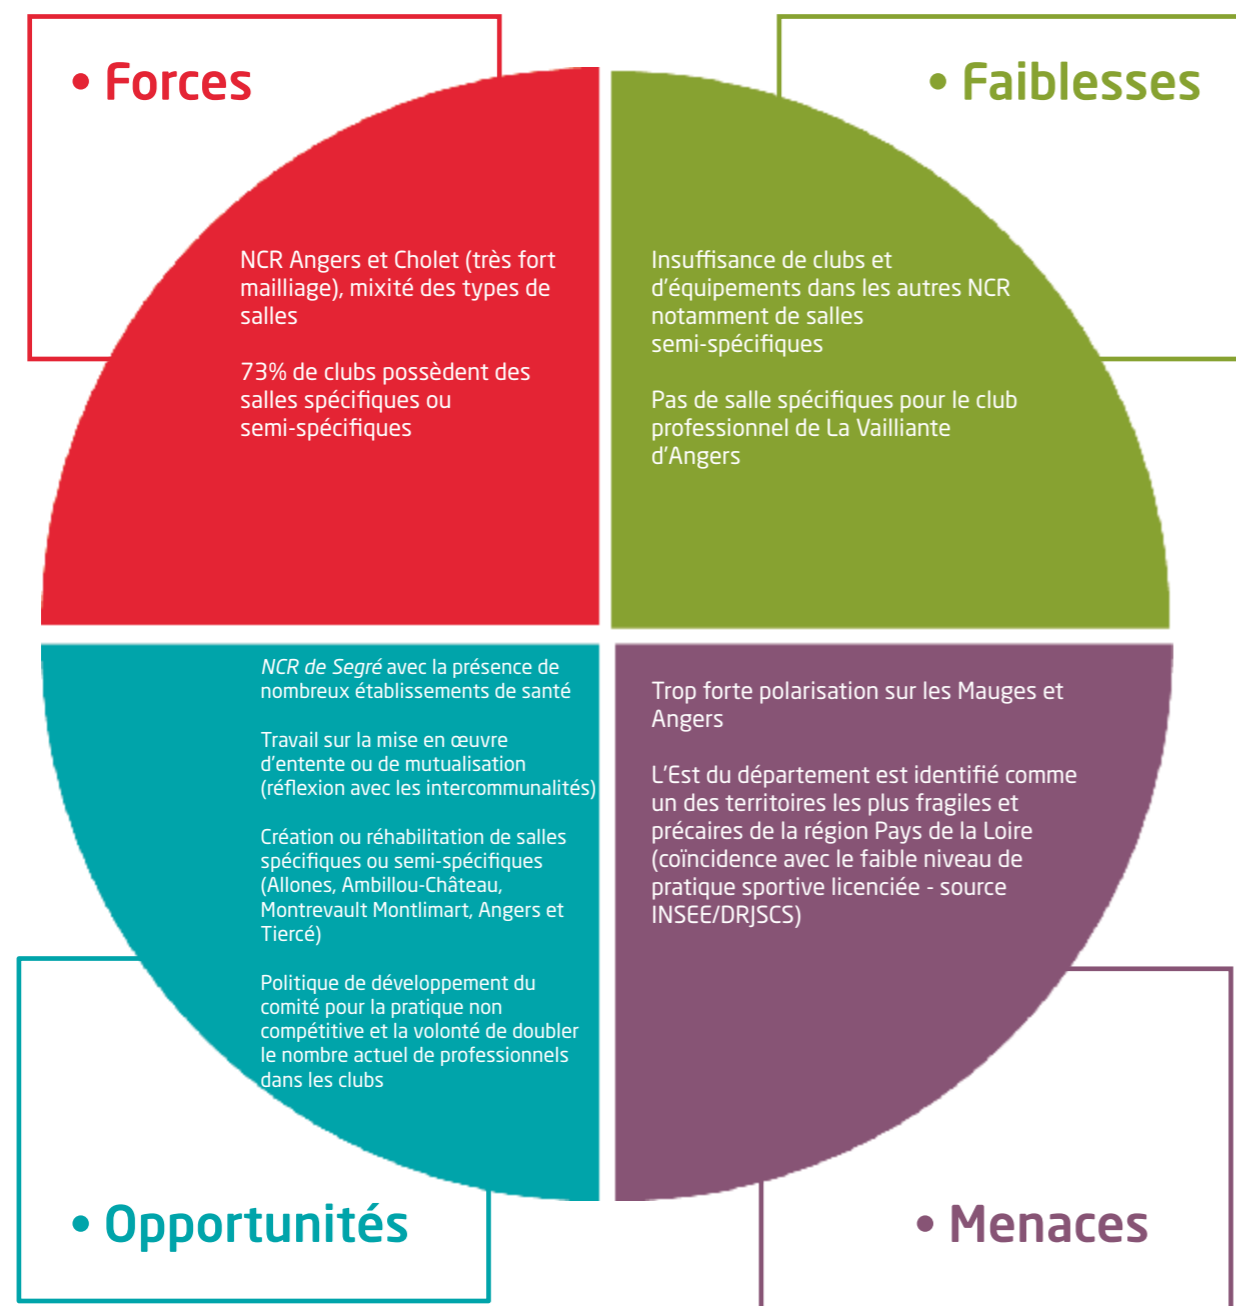 • Forces
NCR Angers et Cholet (très fort
mailliage), mixité des types de
salles
73% de clubs possèdent des
salles spécifiques ou
semi-spécifiques
• Faiblesses
Insuffisance de clubs et
d'équipements dans les autres NCR
notamment de salles
semi-spécifiques
Pas de salle spécifiques pour le club
professionnel de La Vailliante
d'Angers
NCR de Segré avec la présence de
nombreux établissements de santé
Travail sur la mise en œuvre
d'entente ou de mutualisation
(réflexion avec les intercommunalités)
Création ou réhabilitation de salles
spécifiques ou semi-spécifiques
(Allones, Ambillou-Château,
Montrevault Montlimart, Angers et
Tiercé)
Politique de développement du
comité pour la pratique non
compétitive et la volonté de doubler
le nombre actuel de professionnels
dans les clubs
• Opportunités
Trop forte polarisation sur les Mauges et
Angers
L'Est du département est identifié comme
un des territoires les plus fragiles et
précaires de la région Pays de la Loire
(coïncidence avec le faible niveau de
pratique sportive licenciée - source
INSEE/DRJSCS)
• Menaces